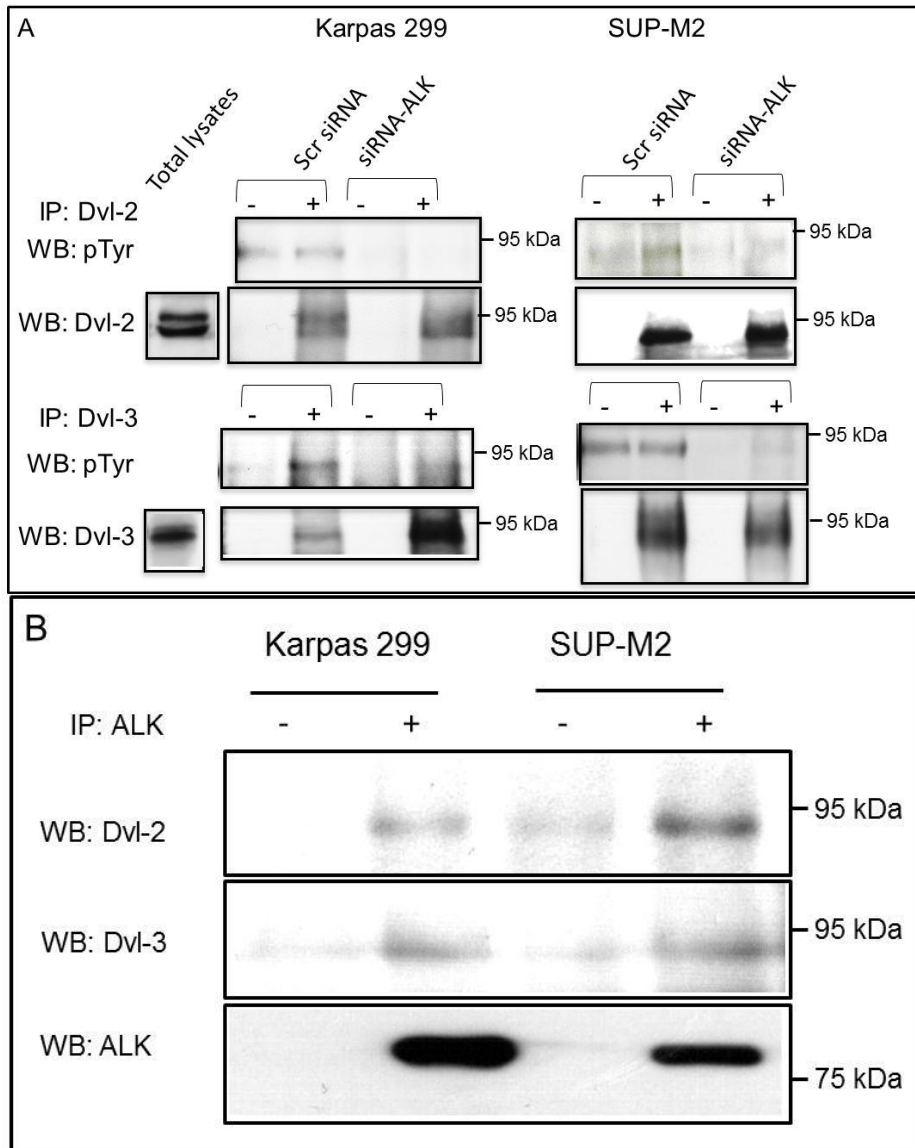 A Karpas 299 SUP-M2
Total lysates Scr siRNA siRNA-ALK Scr siRNA siRNA-ALK
IP: Dvl-2 - + - + - + - +
WB: pTyr 95 kDa 95 kDa
WB: Dvl-2 95 kDa 95 kDa
IP: Dvl-3 - + - + - + - +
WB: pTyr 95 kDa 95 kDa
WB: Dvl-3 95 kDa 95 kDa
B
Karpas 299 SUP-M2
IP: ALK - + - +
WB: Dvl-2 95 kDa
WB: Dvl-3 95 kDa
WB: ALK 75 kDa